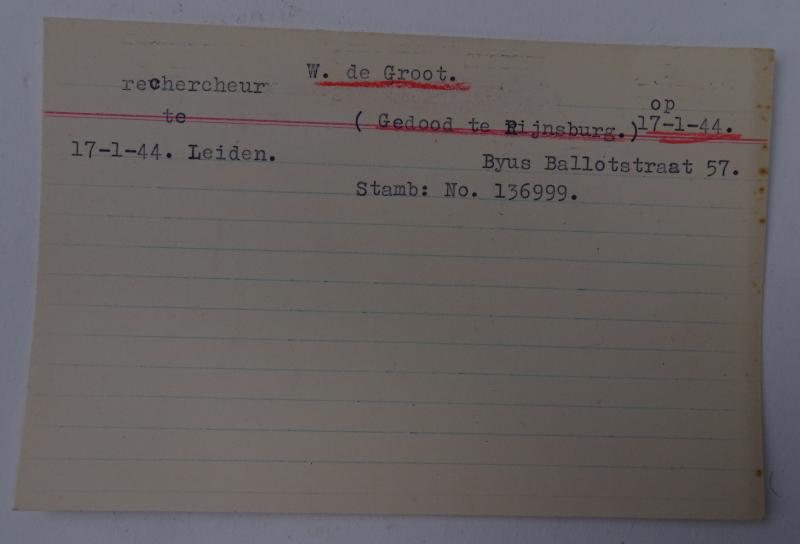 W. de Groot.
rechercheur
te
( Gedood te Rijnsburg.) op 17-1-44.
17-1-44. Leiden.
Byus Ballotstraat 57.
Stamb: No. 136999.